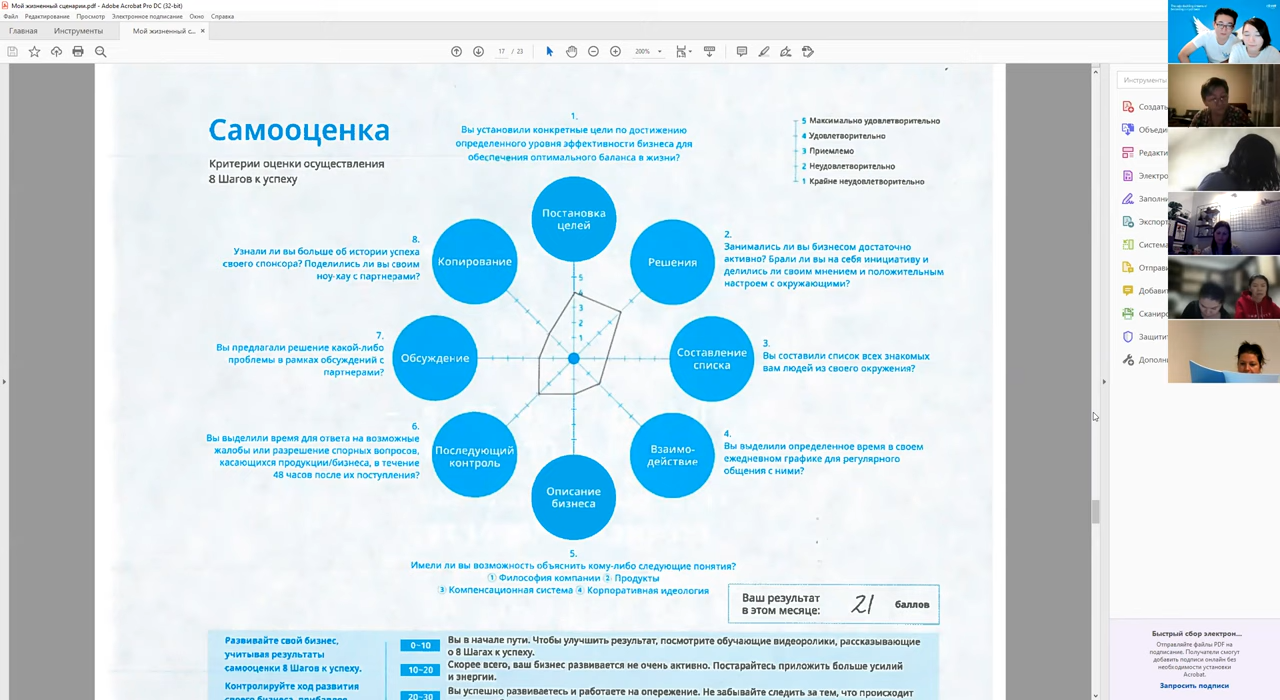 Мой жизненный сценарии.pdf - Adobe Acrobat Pro DC (32-bit)
Файл Редактирование Просмотр Электронное подписание Окно Справка
Главная Инструменты Мой жизненный с... ×
17 / 23 200%
Самооценка
Критерии оценки осуществления
8 Шагов к успеху
1.
Вы установили конкретные цели по достижению
определенного уровня эффективности бизнеса для
обеспечения оптимального баланса в жизни?
5 Максимально удовлетворительно
4 Удовлетворительно
3 Приемлемо
2 Неудовлетворительно
1 Крайне неудовлетворительно
Постановка
целей
Решения
2.
Занимались ли вы бизнесом достаточно
активно? Брали ли вы на себя инициативу и
делились ли своим мнением и положительным
настроем с окружающими?
Составление
списка
3.
Вы составили список всех знакомых
вам людей из своего окружения?
Взаимо-
действие
4.
Вы выделили определенное время в своем
ежедневном графике для регулярного
общения с ними?
Описание
бизнеса
5.
Имели ли вы возможность объяснить кому-либо следующие понятия?
① Философия компании ② Продукты
③ Компенсационная система ④ Корпоративная идеология
Последующий
контроль
6.
Вы выделили время для ответа на возможные
жалобы или разрешение спорных вопросов,
касающихся продукции/бизнеса, в течение
48 часов после их поступления?
Обсуждение
7.
Вы предлагали решение какой-либо
проблемы в рамках обсуждений с
партнерами?
Копирование
8.
Узнали ли вы больше об истории успеха
своего спонсора? Поделились ли вы своим
ноу-хау с партнерами?
5
4
3
2
1
Ваш результат
в этом месяце: 21 баллов
Развивайте свой бизнес,
учитывая результаты
самооценки 8 Шагов к успеху.
Контролируйте ход развития
0~10 Вы в начале пути. Чтобы улучшить результат, посмотрите обучающие видеоролики, рассказывающие
о 8 Шагах к успеху.
10~20 Скорее всего, ваш бизнес развивается не очень активно. Постарайтесь приложить больше усилий
и энергии.
20~30 Вы успешно развиваетесь и работаете на опережение. Не забывайте следить за тем, что происходит
Инструменты
Создать
Объеди
Редакти
Электро
Заполн
Экспорт
Система
Отправи
Добави
Сканиро
Защитит
Дополн
Быстрый сбор электрон...
Отправляйте файлы PDF на
подписание. Получатели смогут
добавить подписи онлайн без
необходимости установки
Acrobat.
Запросить подписи